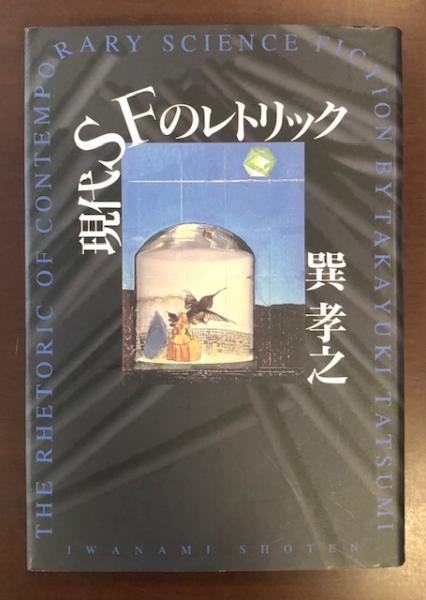 THE RHETORIC OF CONTEMPORARY SCIENCE FICTION BY TAKAYUKI TATSUMI
現代SFのレトリック
巽孝之
IWANAMI SHOTEN